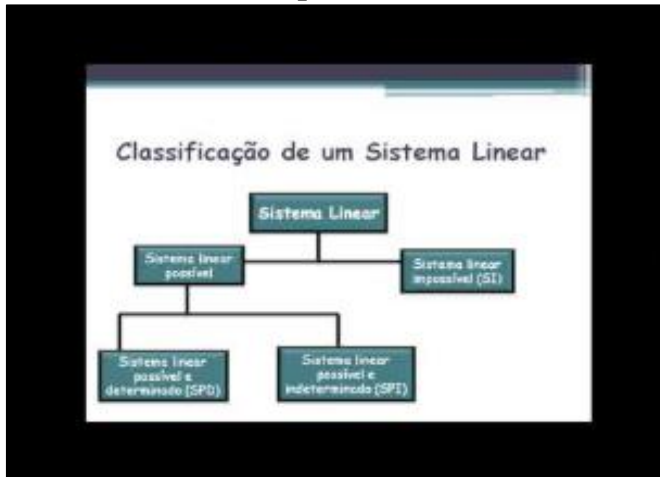 Classificação de um Sistema Linear
Sistema Linear
Sistema linear
possível
Sistema linear
impossível (SI)
Sistema linear
possível e
determinado (SPD)
Sistema linear
possível e
indeterminado (SPI)